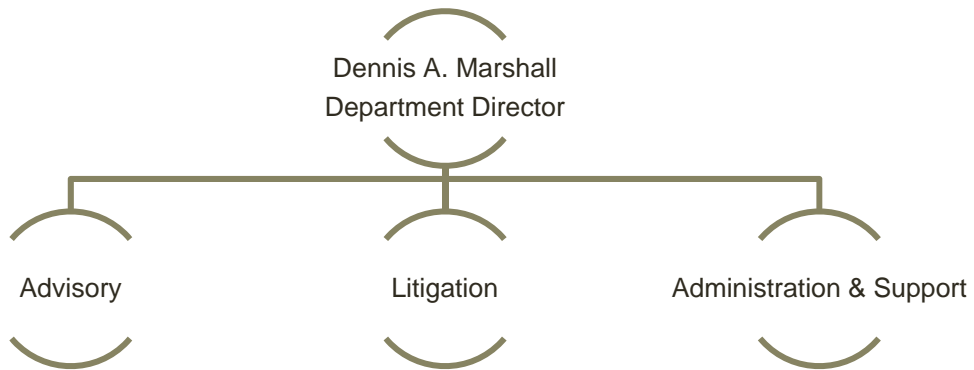 Dennis A. Marshall
Department Director
Advisory
Litigation
Administration & Support